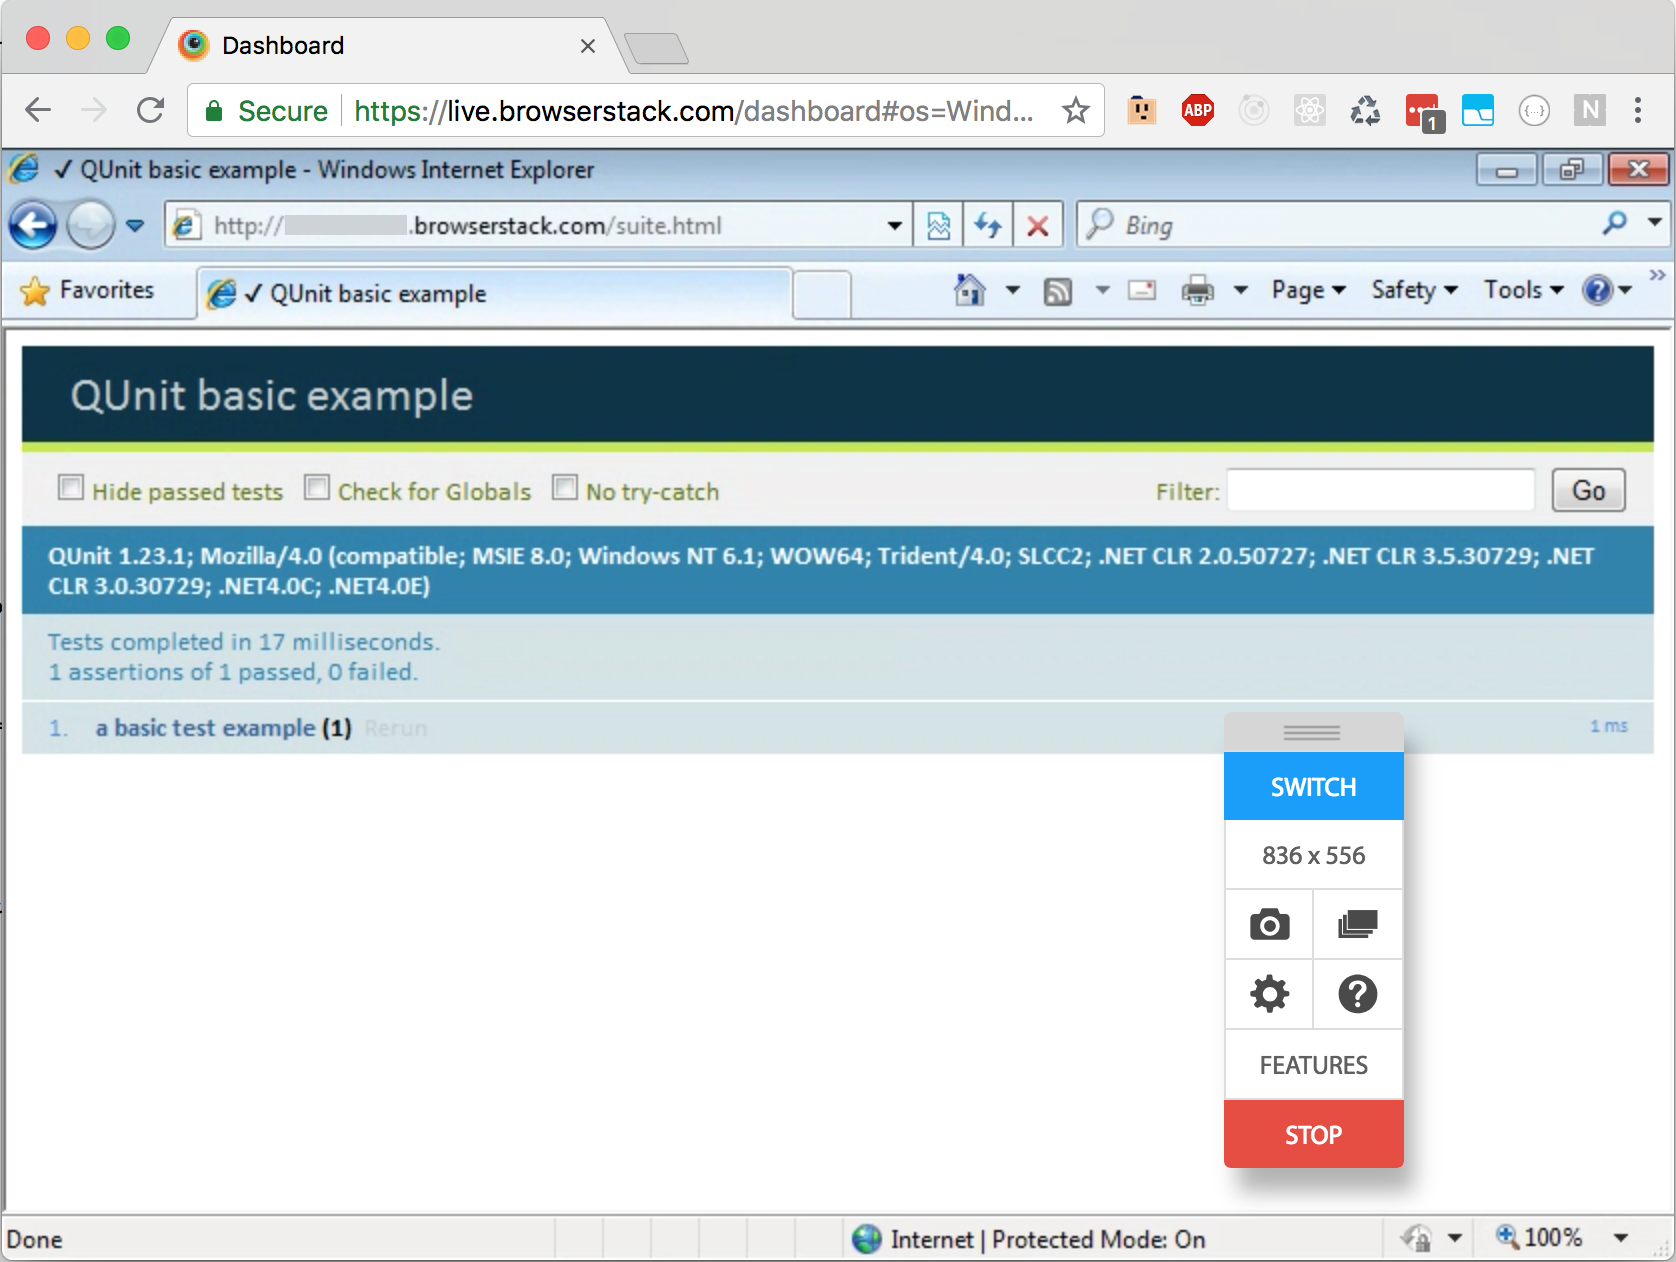 Dashboard
Secure https://live.browserstack.com/dashboard#os=Wind...
ABP
1
{...}
N
✓ QUnit basic example - Windows Internet Explorer
http:// .browserstack.com/suite.html
Bing
Favorites
✓ QUnit basic example
Page
Safety
Tools
»
QUnit basic example
Hide passed tests
Check for Globals
No try-catch
Filter:
Go
QUnit 1.23.1; Mozilla/4.0 (compatible; MSIE 8.0; Windows NT 6.1; WOW64; Trident/4.0; SLCC2; .NET CLR 2.0.50727; .NET CLR 3.5.30729; .NET
CLR 3.0.30729; .NET4.0C; .NET4.0E)
Tests completed in 17 milliseconds.
1 assertions of 1 passed, 0 failed.
1. a basic test example (1) Rerun
1 ms
SWITCH
836 x 556
FEATURES
STOP
Done
Internet | Protected Mode: On
100%